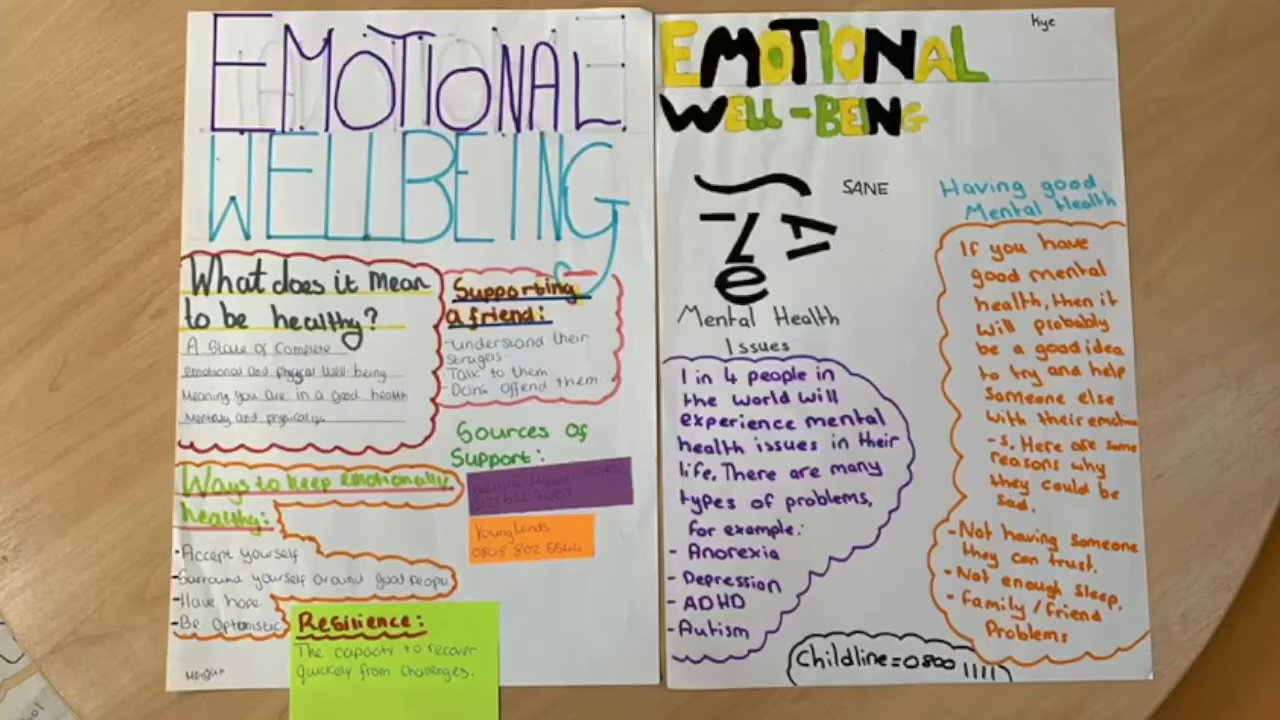 EMOTIONAL
WELLBEING
What does it mean
to be healthy?
A State of Complete
emotional and physical well-being
Meaning you are in a good health
mentally and physically.
Supporting
a friend:
-understand their
strugels
-Talk to them
-Dont offend them
Sources of
Support:
Young Minds
0808 802 5544
Ways to keep emotionally
healthy:
-Accept yourself
-Surround yourself around good people
-Have hope
-Be Optomistic
Resilience:
The capacity to recover
quickely from challenges.
Morgan
Kye
EMOTIONAL
WELL-BEING
SANE
Mental Health
Issues
1 in 4 people in
the world will
experience mental
health issues in their
life. There are many
types of problems,
for example:
- Anorexia
- Depression
- ADHD
- Autism
Having good
Mental Health
If you have
good mental
health, then it
will probably
be a good idea
to try and help
Someone else
with their emotion
-s. Here are some
reasons why
they could be
sad.
-Not having someone
they can trust.
-Not enough sleep.
-family/friend
Problems
Childline=0800 1111